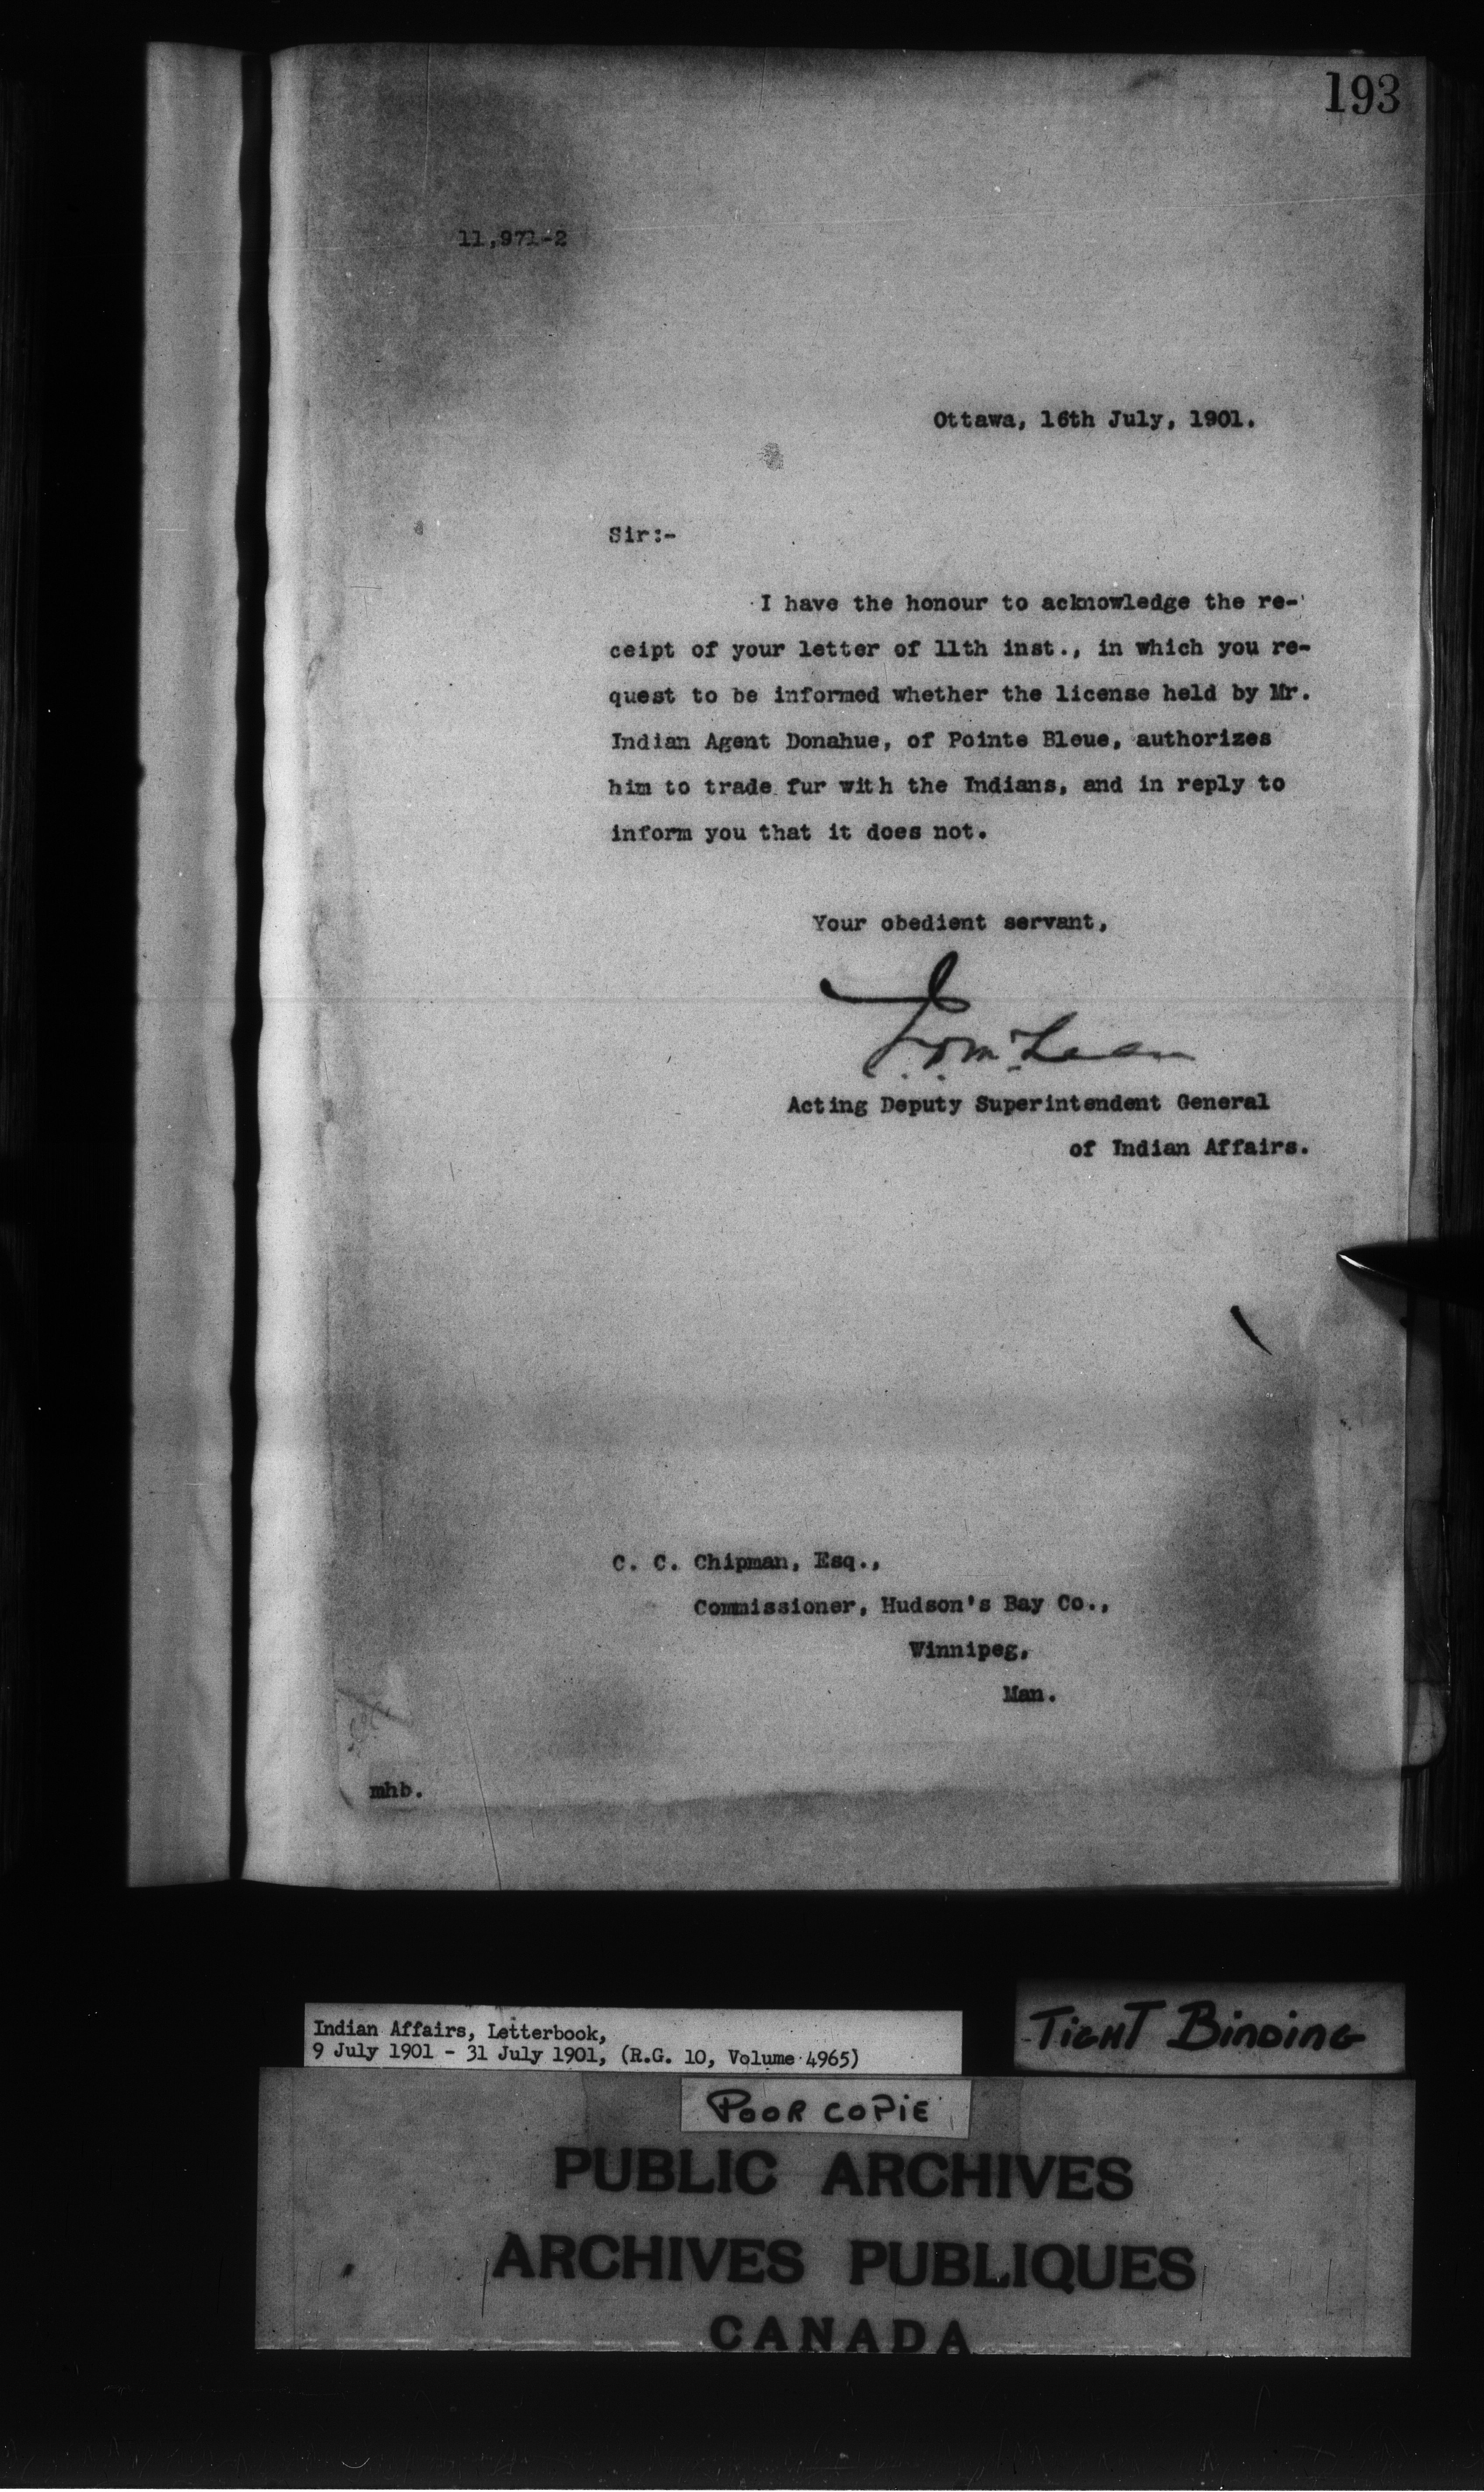 193
11,971-2
Ottawa, 16th July, 1901.
Sir:-
I have the honour to acknowledge the re-
ceipt of your letter of 11th inst., in which you re-
quest to be informed whether the license held by Mr.
Indian Agent Donahue, of Pointe Bleue, authorizes
him to trade fur with the Indians, and in reply to
inform you that it does not.
Your obedient servant,
J.D. McLean
Acting Deputy Superintendent General
of Indian Affairs.
C. C. Chipman, Esq.,
Commissioner, Hudson's Bay Co.,
Winnipeg,
Man.
mhb.
Indian Affairs, Letterbook,
9 July 1901 - 31 July 1901, (R.G. 10, Volume 4965)
TIGHT BINDING
POOR COPIE
PUBLIC ARCHIVES
ARCHIVES PUBLIQUES
CANADA